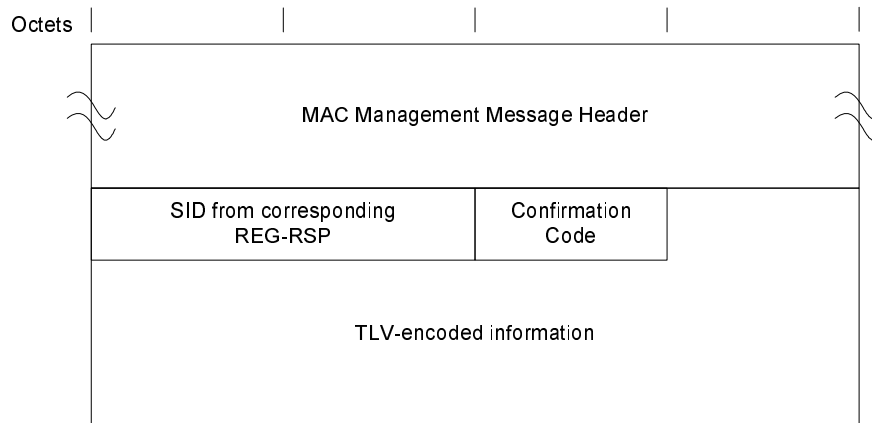 Octets
MAC Management Message Header
SID from corresponding
REG-RSP
Confirmation
Code
TLV-encoded information